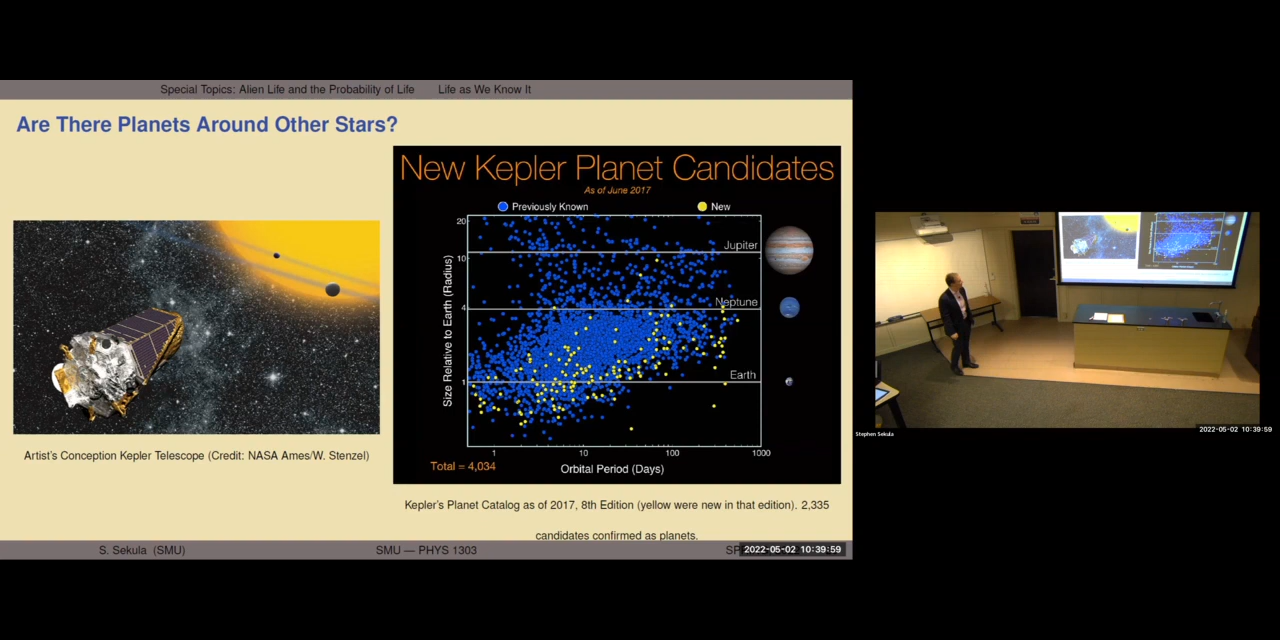 Special Topics: Alien Life and the Probability of Life Life as We Know It
Are There Planets Around Other Stars?
New Kepler Planet Candidates
As of June 2017
Previously Known New
20
Jupiter
10
Neptune
4
Earth
1
Size Relative to Earth (Radius)
1 10 100 1000
Total = 4,034
Orbital Period (Days)
Artist's Conception Kepler Telescope (Credit: NASA Ames/W. Stenzel)
Kepler's Planet Catalog as of 2017, 8th Edition (yellow were new in that edition). 2,335
candidates confirmed as planets.
S. Sekula (SMU) SMU — PHYS 1303 SP
2022-05-02 10:39:59
Stephen Sekula
2022-05-02 10:39:59